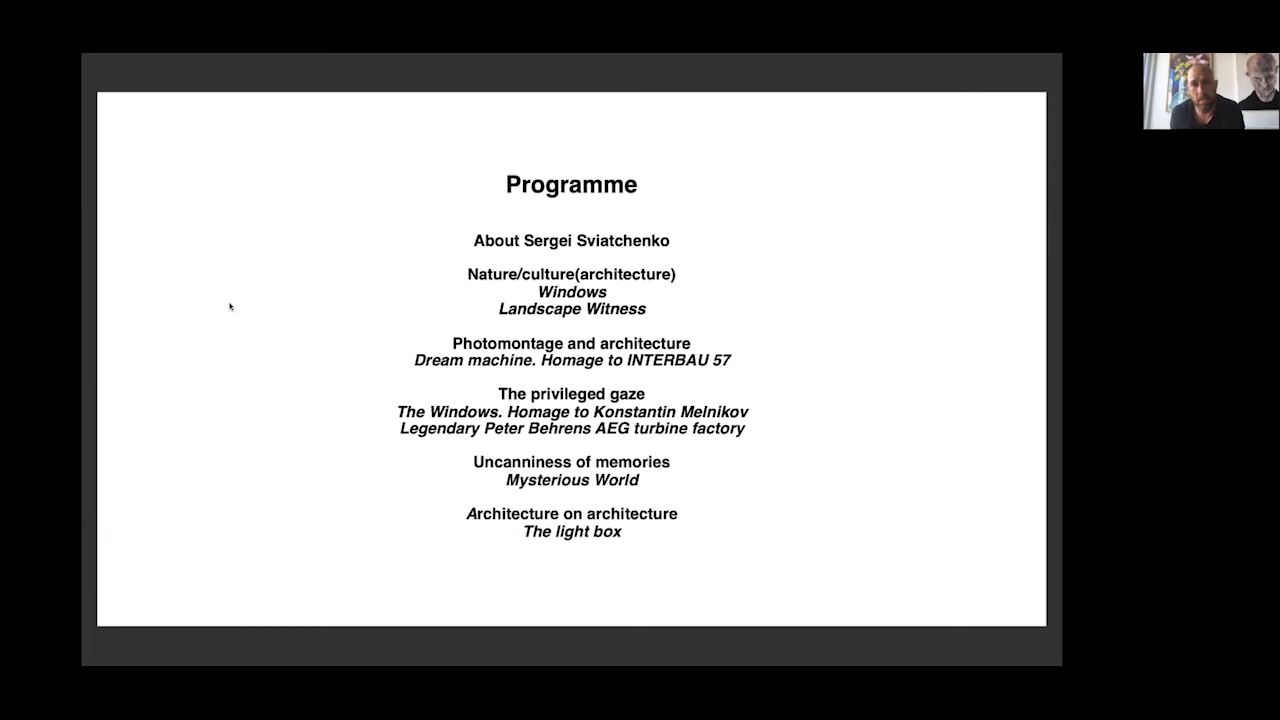 Programme
About Sergei Sviatchenko
Nature/culture(architecture)
Windows
Landscape Witness
Photomontage and architecture
Dream machine. Homage to INTERBAU 57
The privileged gaze
The Windows. Homage to Konstantin Melnikov
Legendary Peter Behrens AEG turbine factory
Uncanniness of memories
Mysterious World
Architecture on architecture
The light box